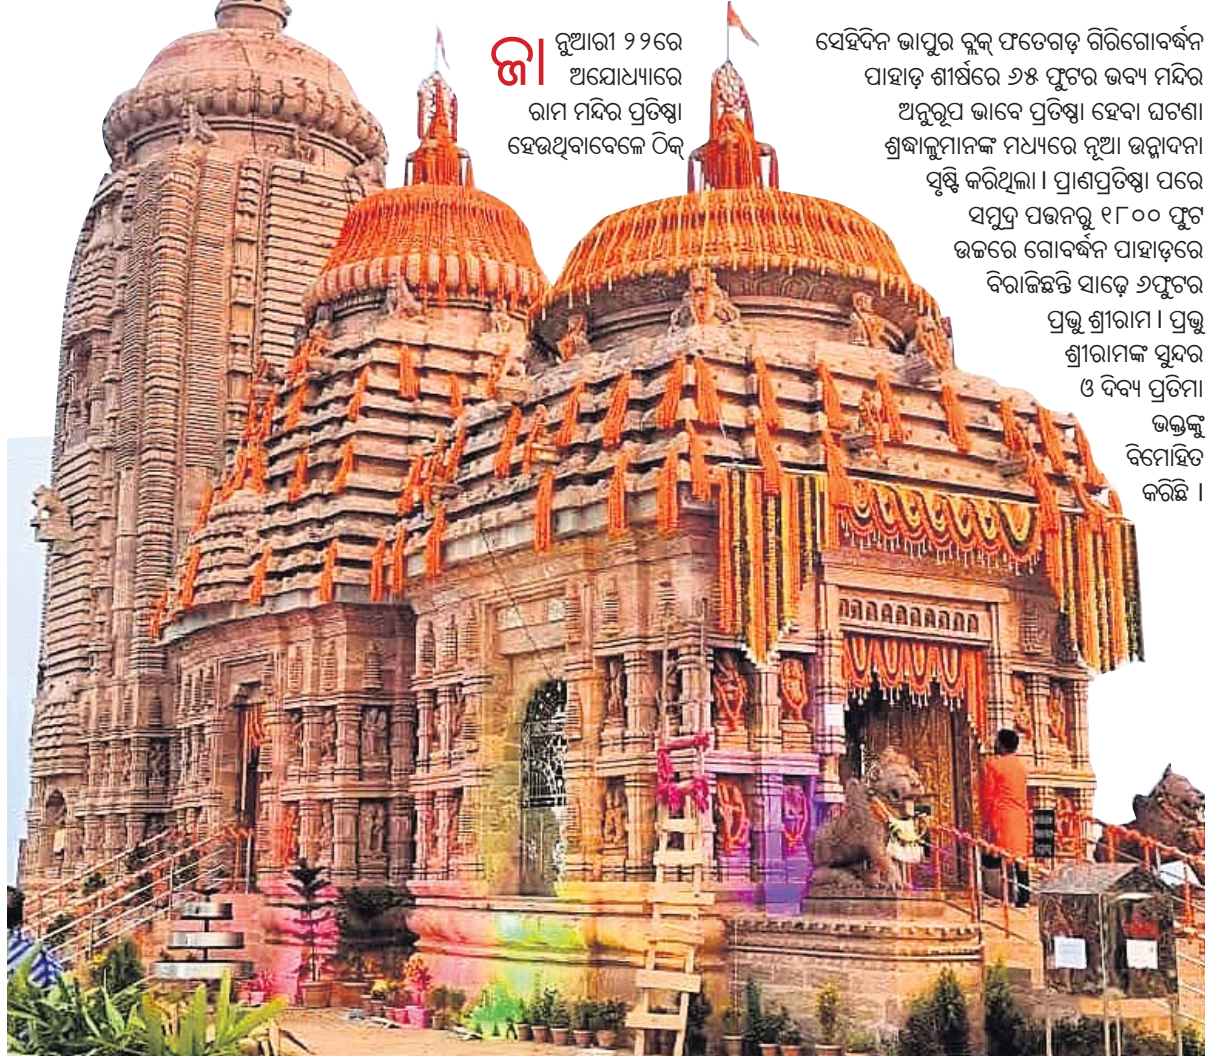 ଜାନୁଆରୀ ୨୨ରେ
ଅଯୋଧ୍ୟାରେ
ରାମ ମନ୍ଦିର ପ୍ରତିଷ୍ଠା
ହେଉଥିବାବେଳେ ଠିକ୍
ସେହିଦିନ ଭାପୁର ବ୍ଲକ୍ ଫତେଗଡ଼ ଗିରିଗୋବର୍ଦ୍ଧନ
ପାହାଡ଼ ଶୀର୍ଷରେ ୬୫ ଫୁଟର ଭବ୍ୟ ମନ୍ଦିର
ଅନୁରୂପ ଭାବେ ପ୍ରତିଷ୍ଠା ହେବା ଘଟଣା
ଶ୍ରଦ୍ଧାଳୁମାନଙ୍କ ମଧ୍ୟରେ ନୂଆ ଉନ୍ମାଦନା
ସୃଷ୍ଟି କରିଥିଲା । ପ୍ରାଣପ୍ରତିଷ୍ଠା ପରେ
ସମୁଦ୍ର ପତ୍ତନରୁ ୧୮୦୦ ଫୁଟ
ଉଚ୍ଚରେ ଗୋବର୍ଦ୍ଧନ ପାହାଡ଼ରେ
ବିରାଜିଛନ୍ତି ସାଢ଼େ ୬ଫୁଟର
ପ୍ରଭୁ ଶ୍ରୀରାମ । ପ୍ରଭୁ
ଶ୍ରୀରାମଙ୍କ ସୁନ୍ଦର
ଓ ଦିବ୍ୟ ପ୍ରତିମା
ଭକ୍ତଙ୍କୁ
ବିମୋହିତ
କରିଛି ।